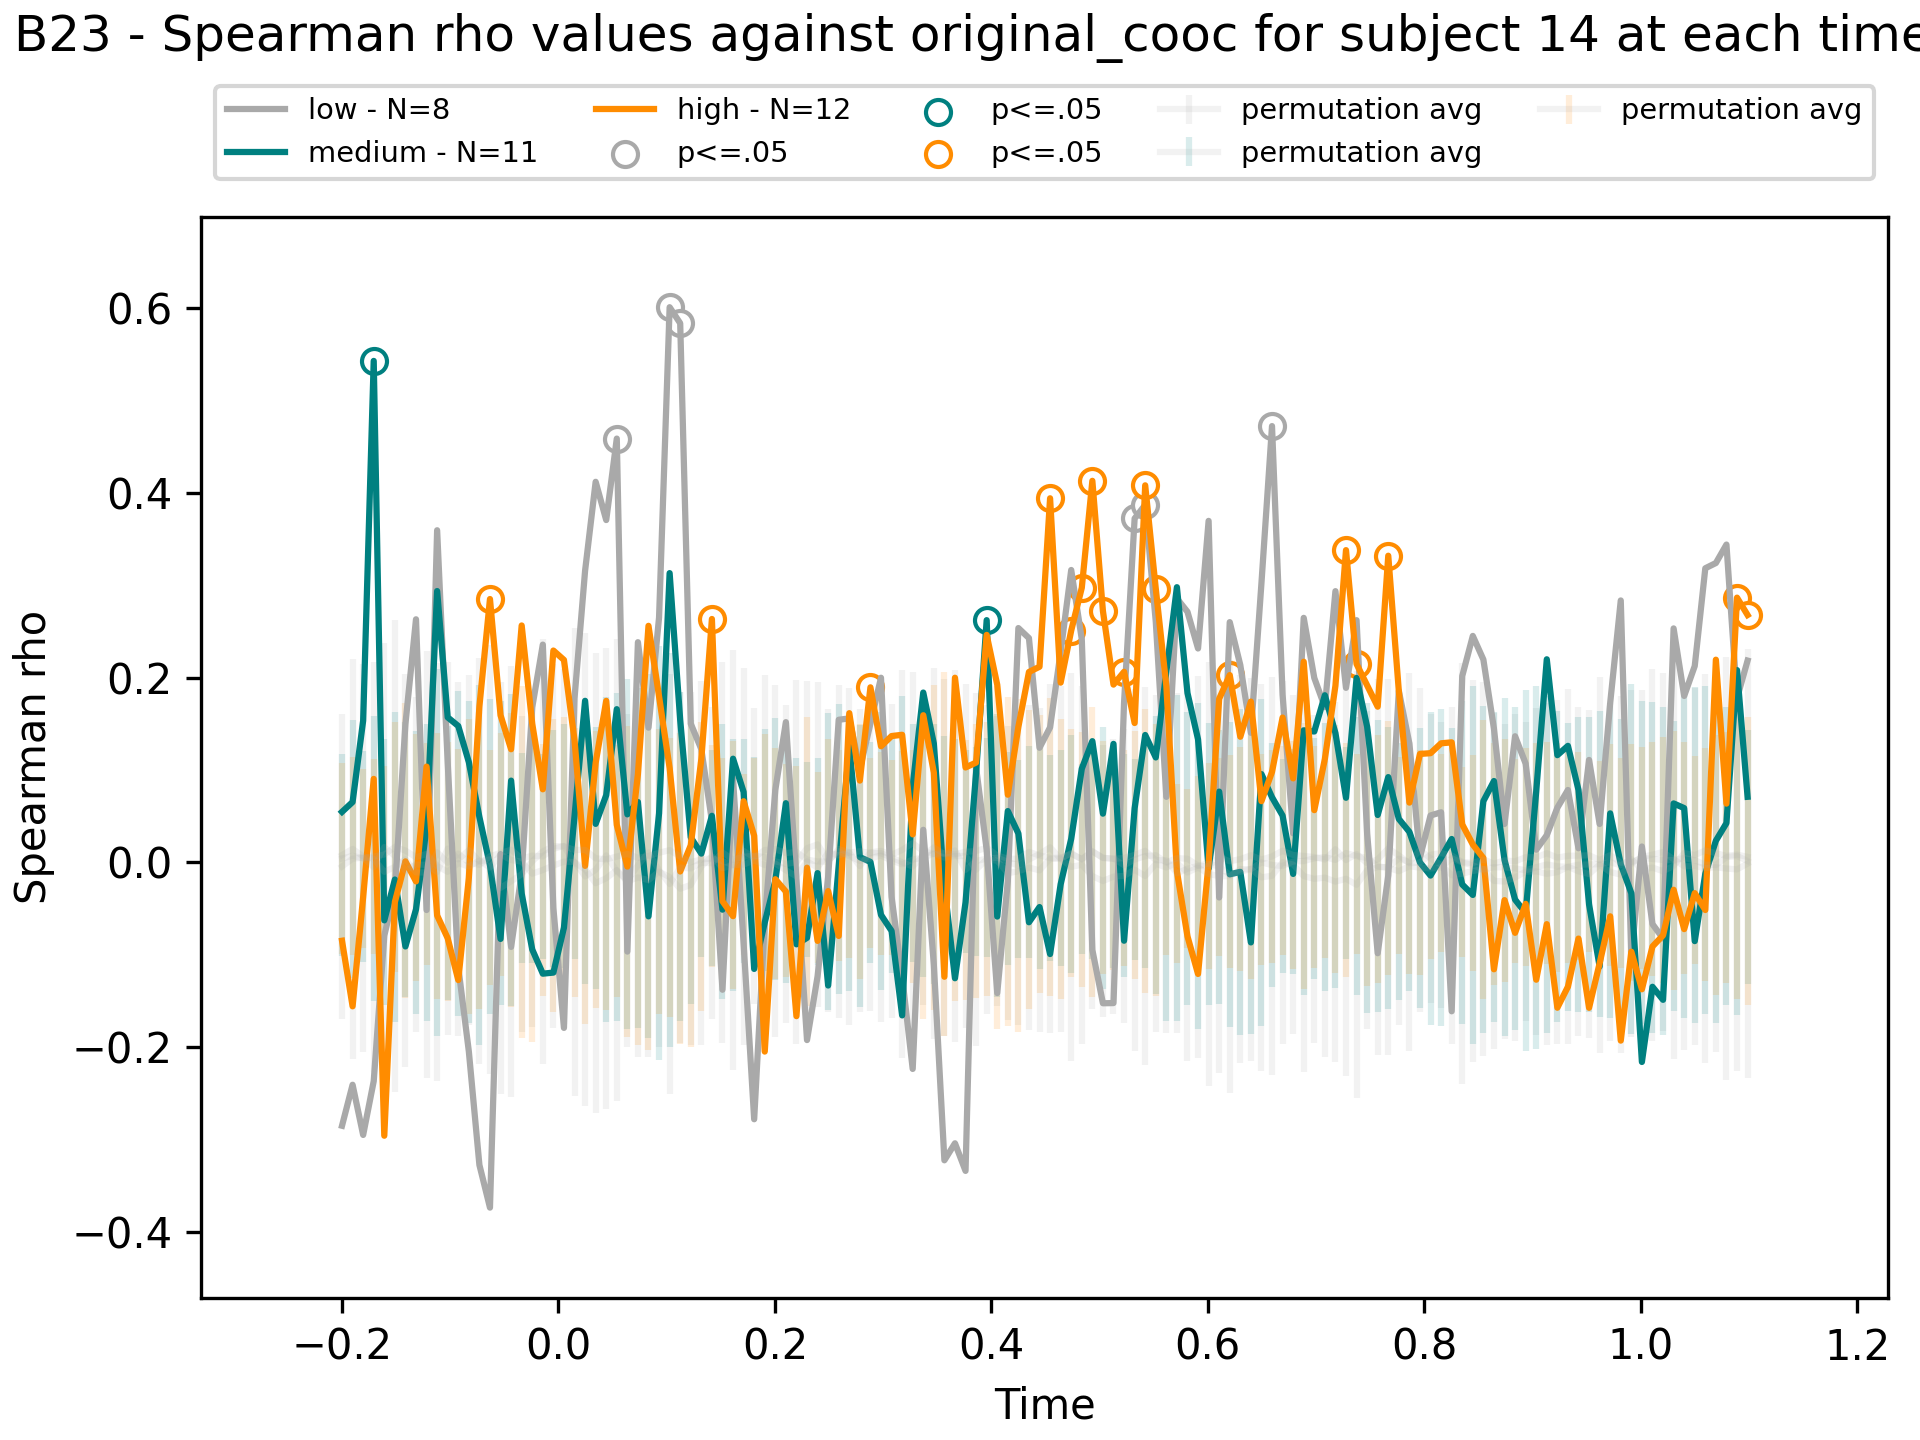 B23 - Spearman rho values against original_cooc for subject 14 at each time
low - N=8 high - N=12 p<=.05 permutation avg permutation avg
medium - N=11 p<=.05 p<=.05 permutation avg
0.6
0.4
0.2
0.0
−0.2
−0.4
Spearman rho
−0.2 0.0 0.2 0.4 0.6 0.8 1.0 1.2
Time